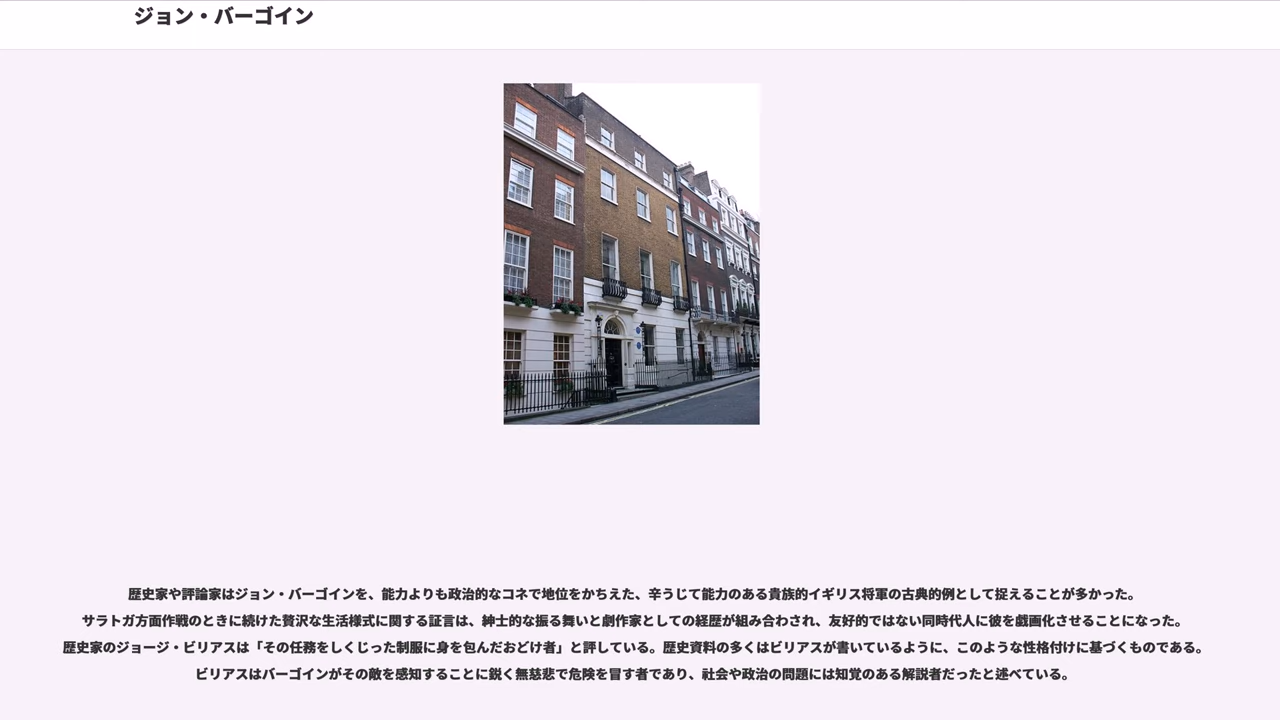 ジョン・バーゴイン
歴史家や評論家はジョン・バーゴインを、能力よりも政治的なコネで地位をかちえた、辛うじて能力のある貴族的イギリス将軍の古典的例として捉えることが多かった。
サラトガ方面作戦のときに続けた贅沢な生活様式に関する証言は、紳士的な振る舞いと劇作家としての経歴が組み合わされ、友好的ではない同時代人に彼を戯画化させることになった。
歴史家のジョージ・ビリアスは「その任務をしくじった制服に身を包んだおどけ者」と評している。歴史資料の多くはビリアスが書いているように、このような性格付けに基づくものである。
ビリアスはバーゴインがその敵を感知することに鋭く無慈悲で危険を冒す者であり、社会や政治の問題には知覚のある解説者だったと述べている。